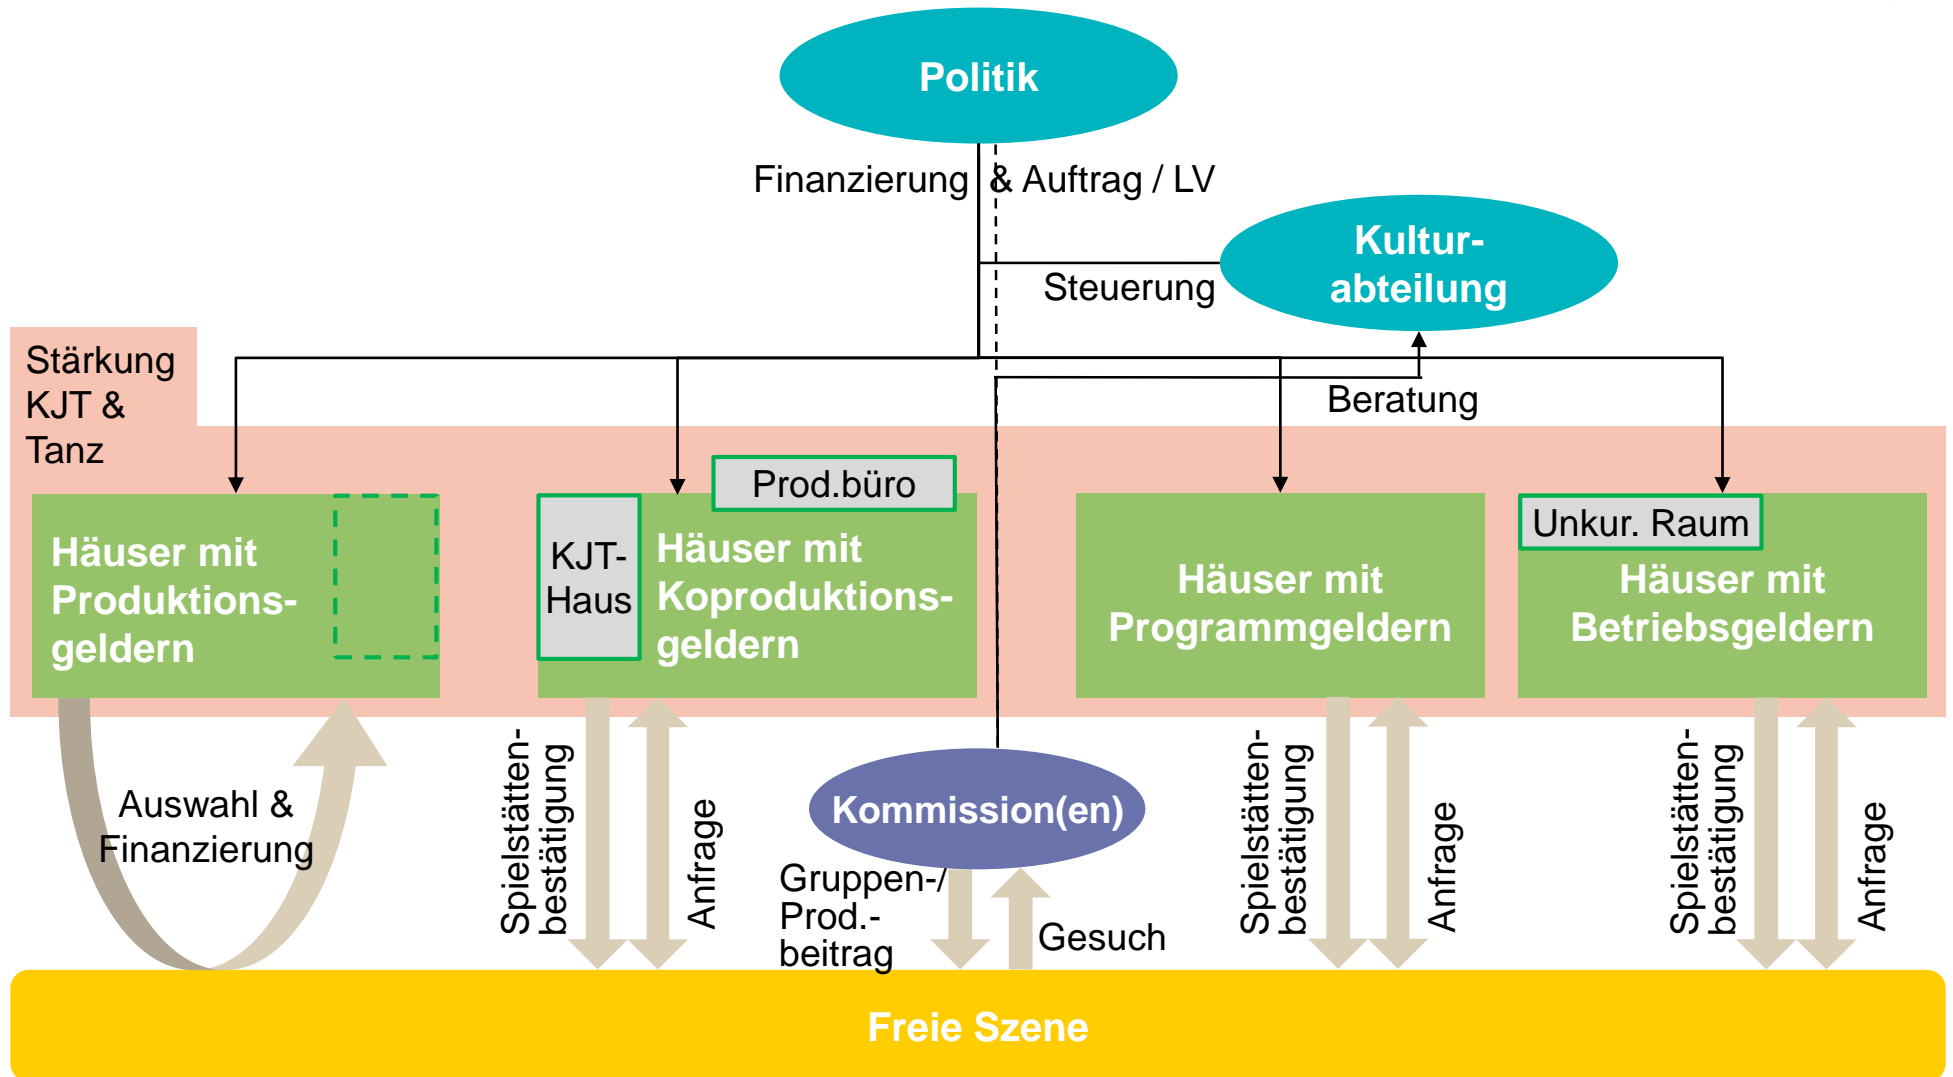 Politik
Finanzierung & Auftrag / LV
Kultur-
abteilung
Steuerung
Stärkung
KJT &
Tanz
Beratung
Prod.büro
Unkur. Raum
Häuser mit
Produktions-
geldern
KJT-
Haus
Häuser mit
Koproduktions-
geldern
Häuser mit
Programmgeldern
Häuser mit
Betriebsgeldern
Auswahl &
Finanzierung
Spielstätten-
bestätigung
Anfrage
Kommission(en)
Gruppen-/
Prod.-
beitrag
Gesuch
Spielstätten-
bestätigung
Anfrage
Spielstätten-
bestätigung
Anfrage
Freie Szene